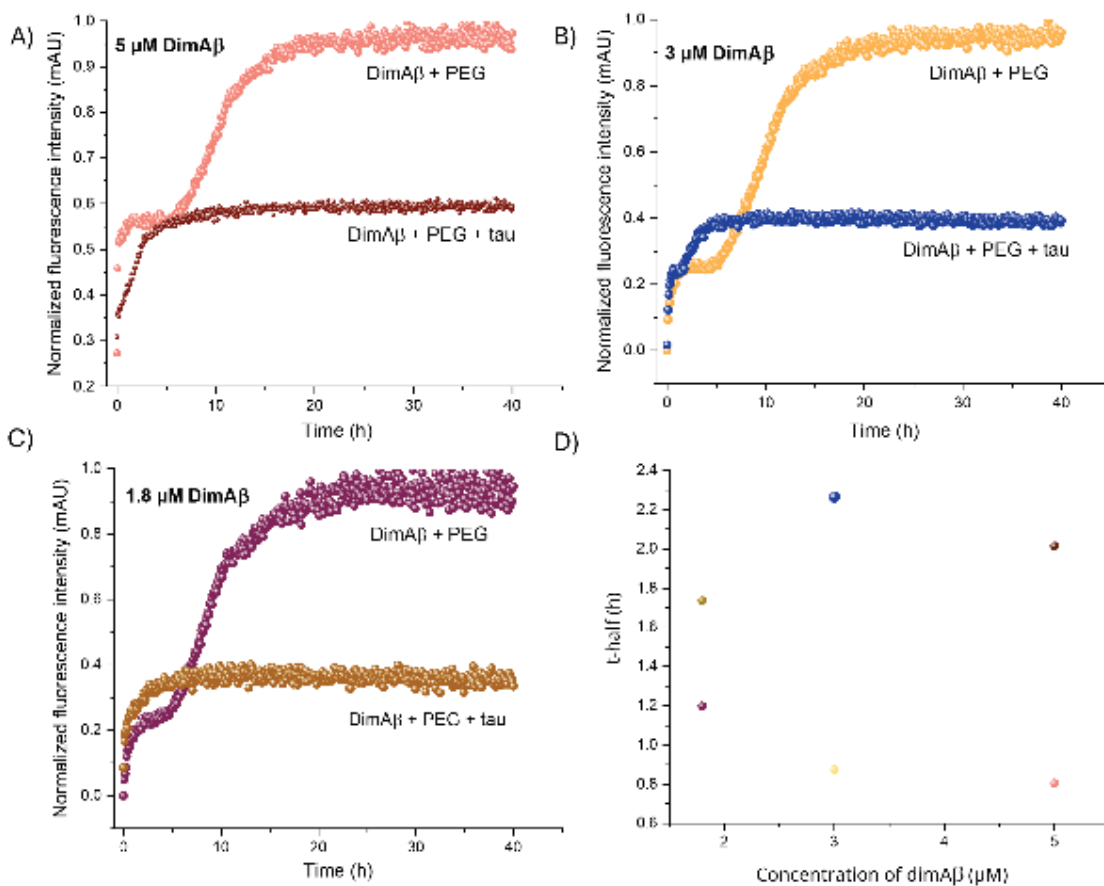 A)
5 µM DimAβ
DimAβ + PEG
DimAβ + PEG + tau
Normalized fluorescence intensity (mAU)
1.0
0.9
0.8
0.7
0.6
0.5
0.4
0.3
0.2
0
10
20
30
40
Time (h)
B)
3 µM DimAβ
DimAβ + PEG
DimAβ + PEG + tau
Normalized fluorescence intensity (mAU)
1.0
0.8
0.6
0.4
0.2
0.0
0
10
20
30
40
Time (h)
C)
1.8 µM DimAβ
DimAβ + PEG
DimAβ + PEG + tau
Normalized fluorescence intensity (mAU)
1.0
0.8
0.6
0.4
0.2
0.0
0
10
20
30
40
Time (h)
D)
t-half (h)
2.4
2.2
2.0
1.8
1.6
1.4
1.2
1.0
0.8
0.6
2
3
4
5
Concentration of dimAβ (µM)